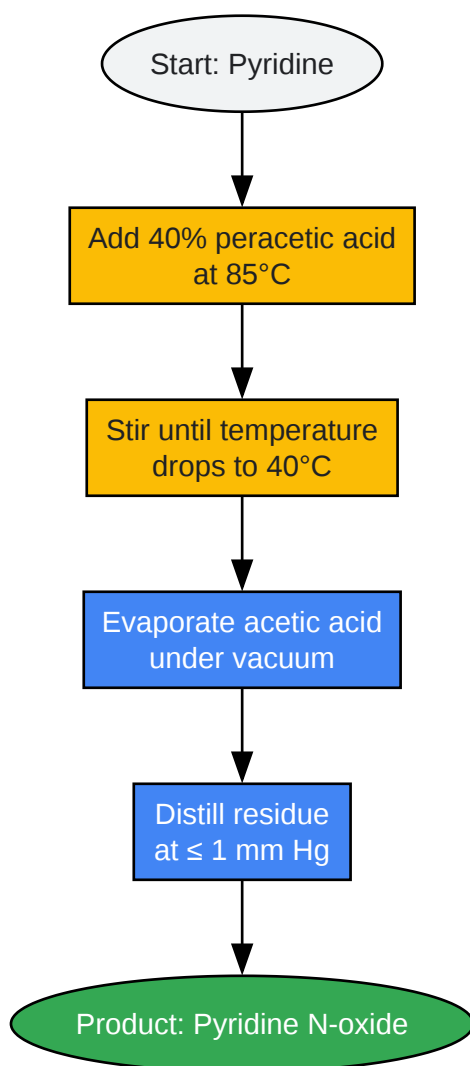 Start: Pyridine
Add 40% peracetic acid
at 85°C
Stir until temperature
drops to 40°C
Evaporate acetic acid
under vacuum
Distill residue
at ≤ 1 mm Hg
Product: Pyridine N-oxide